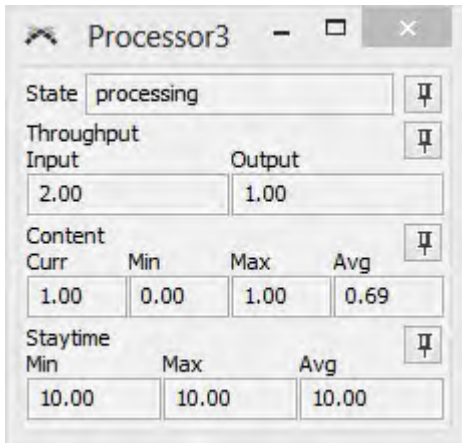 Processor3
State processing
Throughput
Input Output
2.00 1.00
Content
Curr Min Max Avg
1.00 0.00 1.00 0.69
Staytime
Min Max Avg
10.00 10.00 10.00